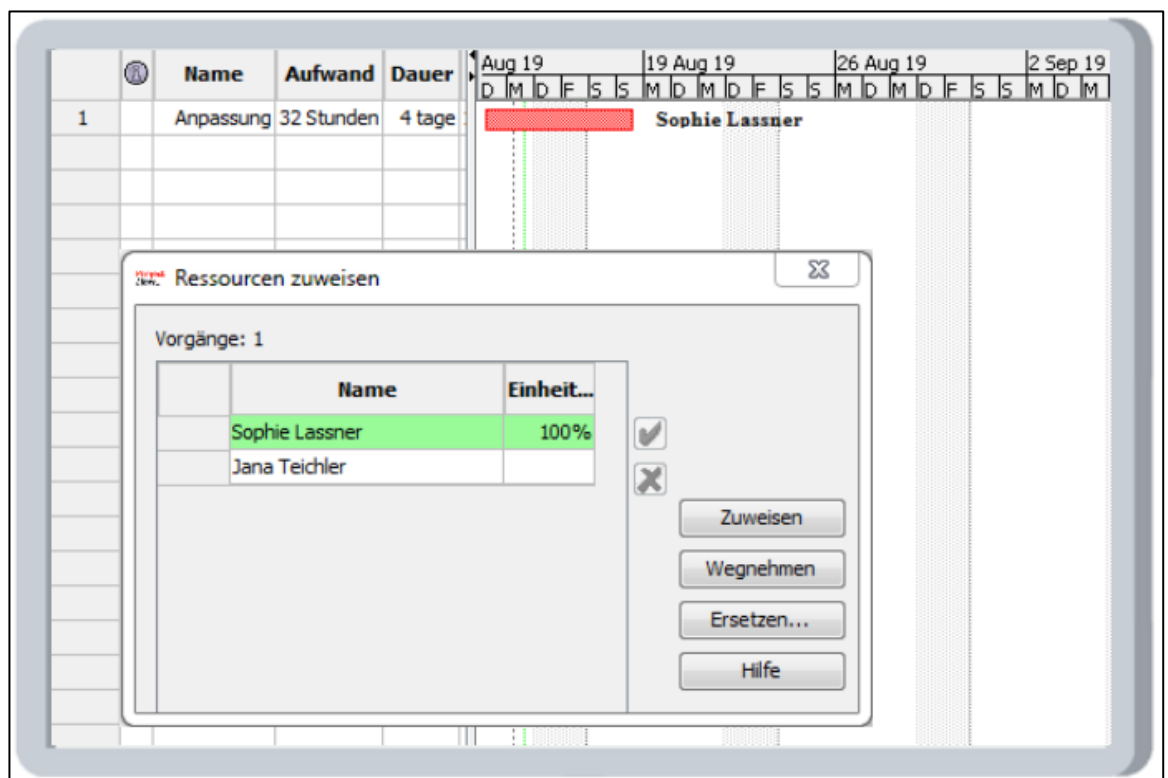 Name Aufwand Dauer Aug 19 19 Aug 19 26 Aug 19 2 Sep 19
D M D F S S M D M D F S S M D M D F S S M D M
1 Anpassung 32 Stunden 4 tage Sophie Lassner
Ressourcen zuweisen
Vorgänge: 1
Name Einheit...
Sophie Lassner 100%
Jana Teichler
Zuweisen
Wegnehmen
Ersetzen...
Hilfe